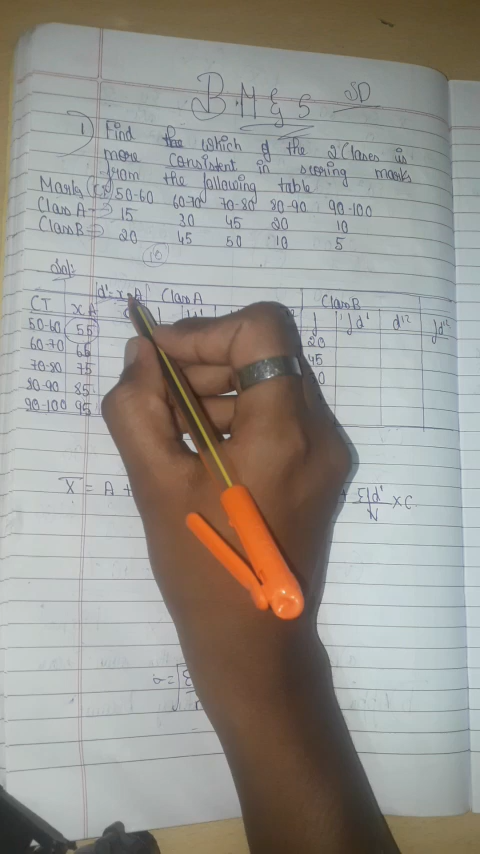 B.M & S SD
1) Find the which of the 2 Classes is
more consistent in scoring marks
from the following table
Marks (CI) 50-60 60-70 70-80 80-90 90-100
Class A → 15 30 45 20 10
Class B → 20 45 50 10 5
10
Sol:
d'= x-A Class A Class B
CI x f f d' d'² fd'²
50-60 55 20
60-70 65 45
70-80 75
80-90 85
90-100 95
X = A + + Σfd'/N × C
σ = √